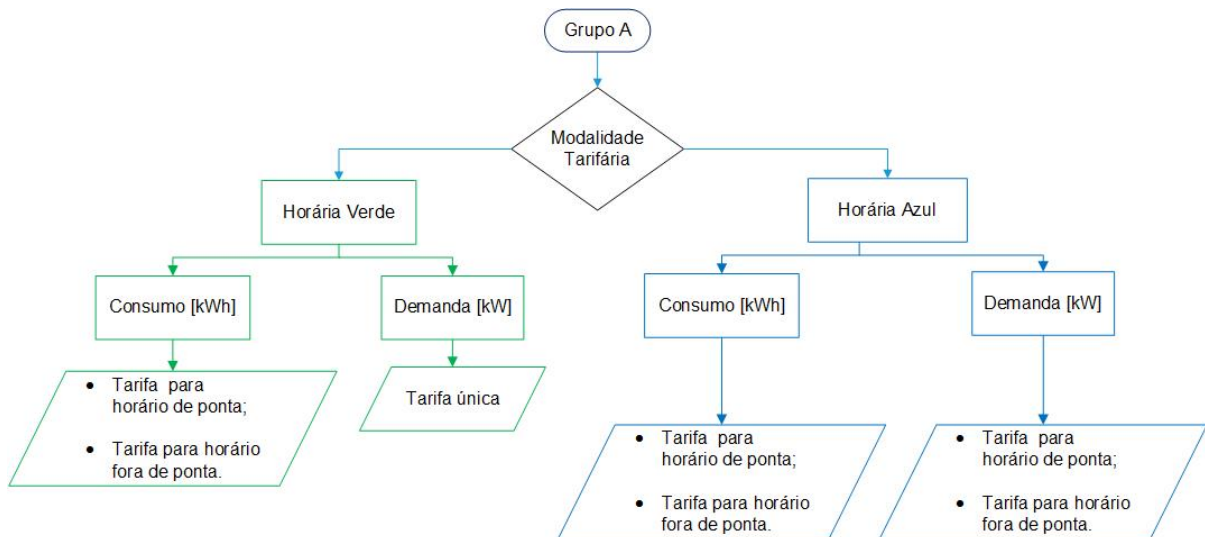 Grupo A
Modalidade
Tarifária
Horária Verde
Horária Azul
Consumo [kWh]
Demanda [kW]
Consumo [kWh]
Demanda [kW]
• Tarifa para
horário de ponta;
• Tarifa para horário
fora de ponta.
Tarifa única
• Tarifa para
horário de ponta;
• Tarifa para horário
fora de ponta.
• Tarifa para
horário de ponta;
• Tarifa para horário
fora de ponta.